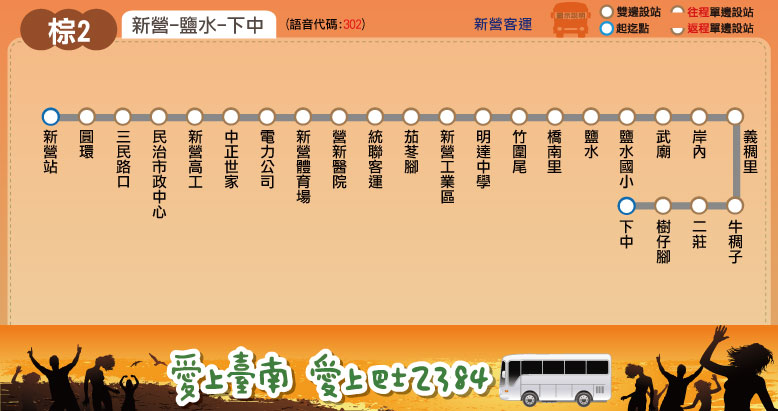 棕2
新營-鹽水-下中
(語音代碼:302)
新營客運
圖示說明
雙邊設站
往程單邊設站
起迄點
返程單邊設站
新營站
圓環
三民路口
民治市政中心
新營高工
中正世家
電力公司
新營體育場
營新醫院
統聯客運
茄苳腳
新營工業區
明達中學
竹圍尾
橋南里
鹽水
鹽水國小
武廟
岸內
義稠里
牛稠子
二莊
樹仔腳
下中
愛上臺南 愛上巴士2384